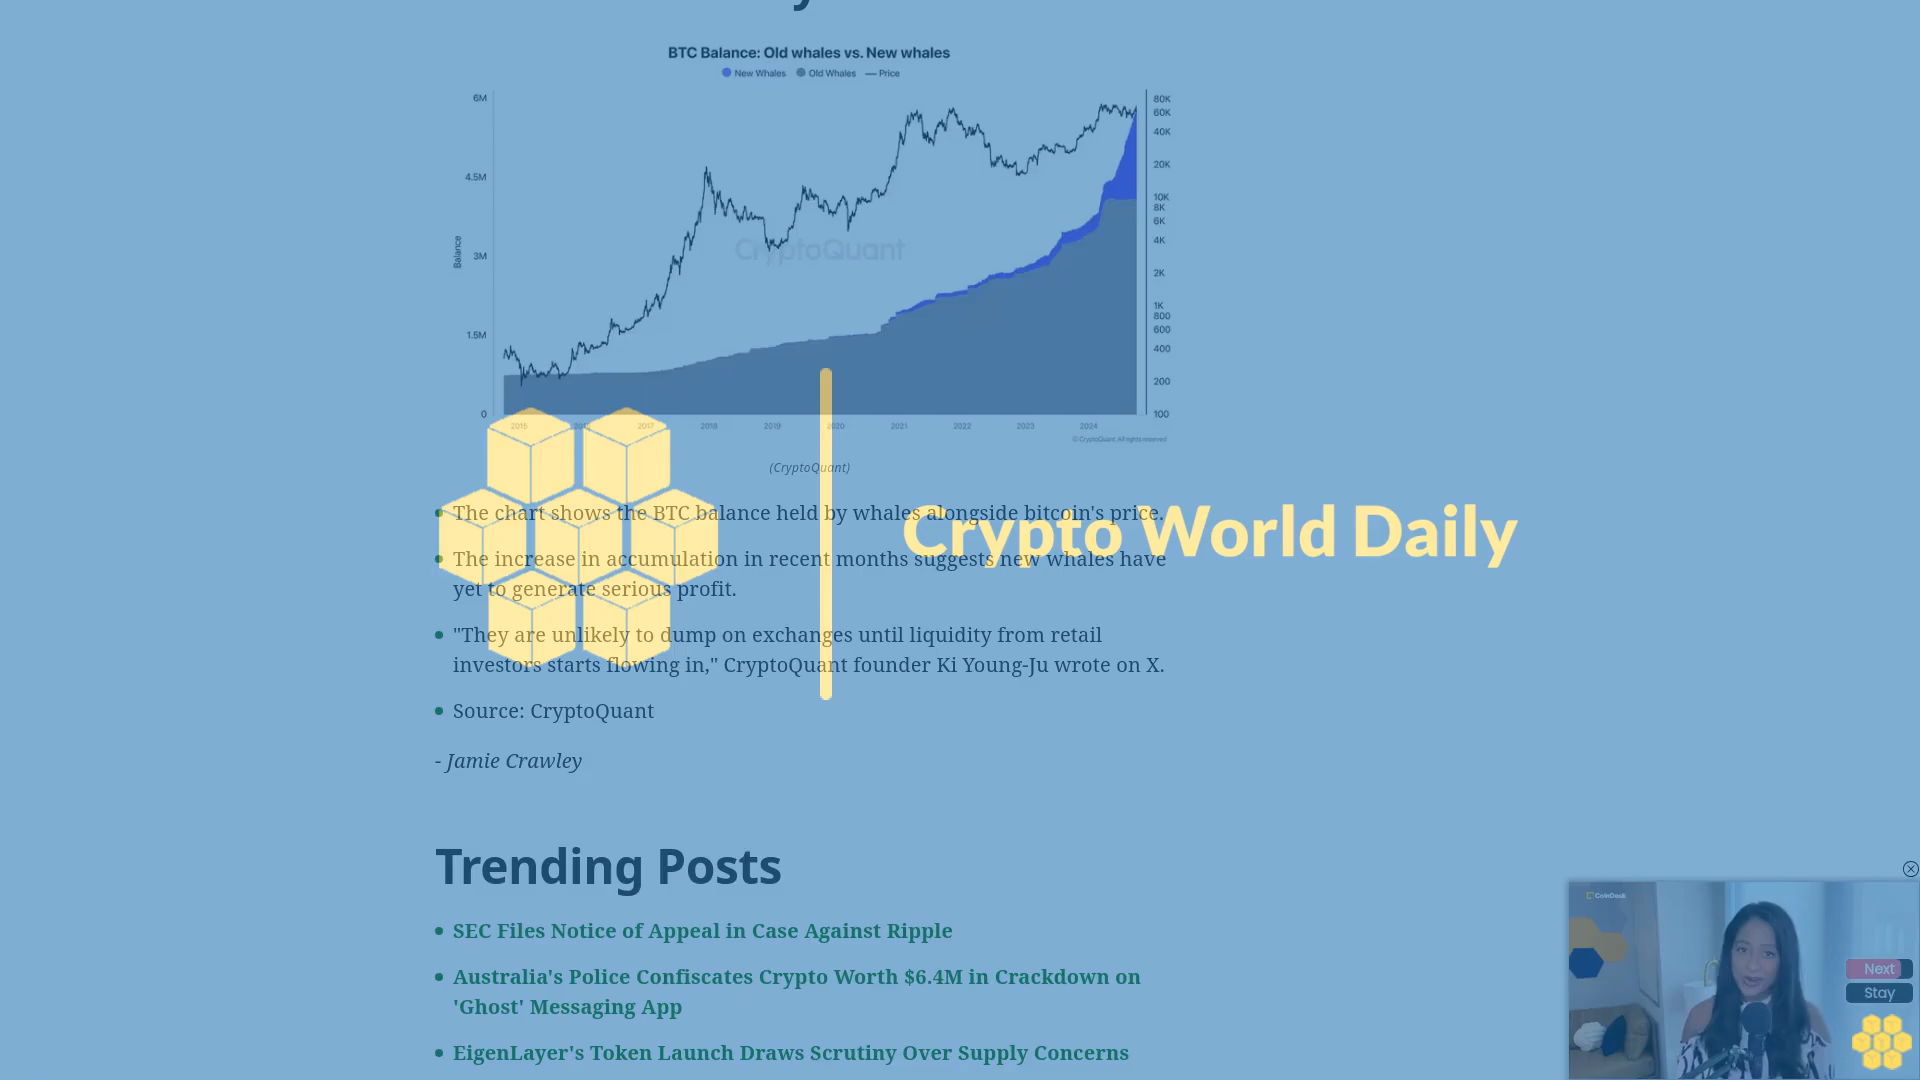 BTC Balance: Old whales vs. New whales
New Whales Old Whales Price
6M
4.5M
3M
1.5M
0
Balance
80K
60K
40K
20K
10K
8K
6K
4K
2K
1K
800
600
400
200
100
CryptoQuant
2015 2017 2018 2019 2020 2021 2022 2023 2024
© CryptoQuant. All rights reserved
(CryptoQuant)
The chart shows the BTC balance held by whales alongside bitcoin's price.
Crypto World Daily
The increase in accumulation in recent months suggests new whales have
yet to generate serious profit.
"They are unlikely to dump on exchanges until liquidity from retail
investors starts flowing in," CryptoQuant founder Ki Young-Ju wrote on X.
Source: CryptoQuant
- Jamie Crawley
Trending Posts
SEC Files Notice of Appeal in Case Against Ripple
Australia's Police Confiscates Crypto Worth $6.4M in Crackdown on
'Ghost' Messaging App
EigenLayer's Token Launch Draws Scrutiny Over Supply Concerns
CoinDesk
Next
Stay